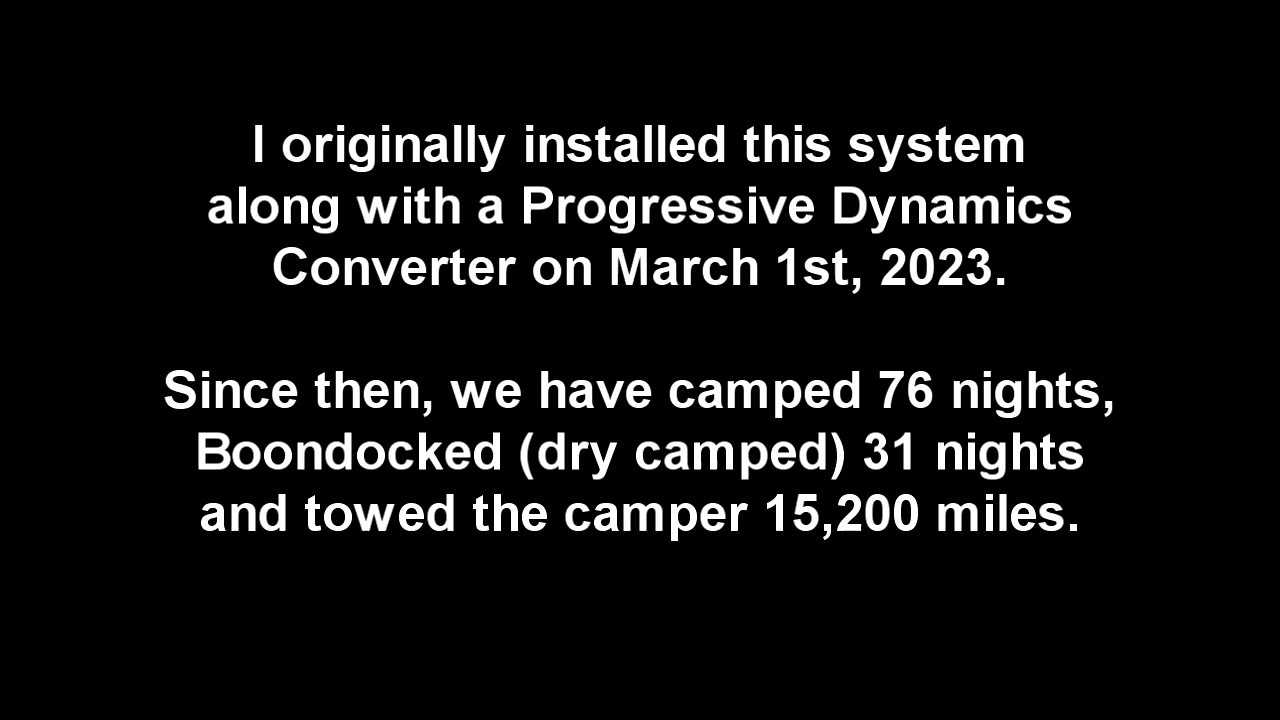 I originally installed this system
along with a Progressive Dynamics
Converter on March 1st, 2023.
Since then, we have camped 76 nights,
Boondocked (dry camped) 31 nights
and towed the camper 15,200 miles.